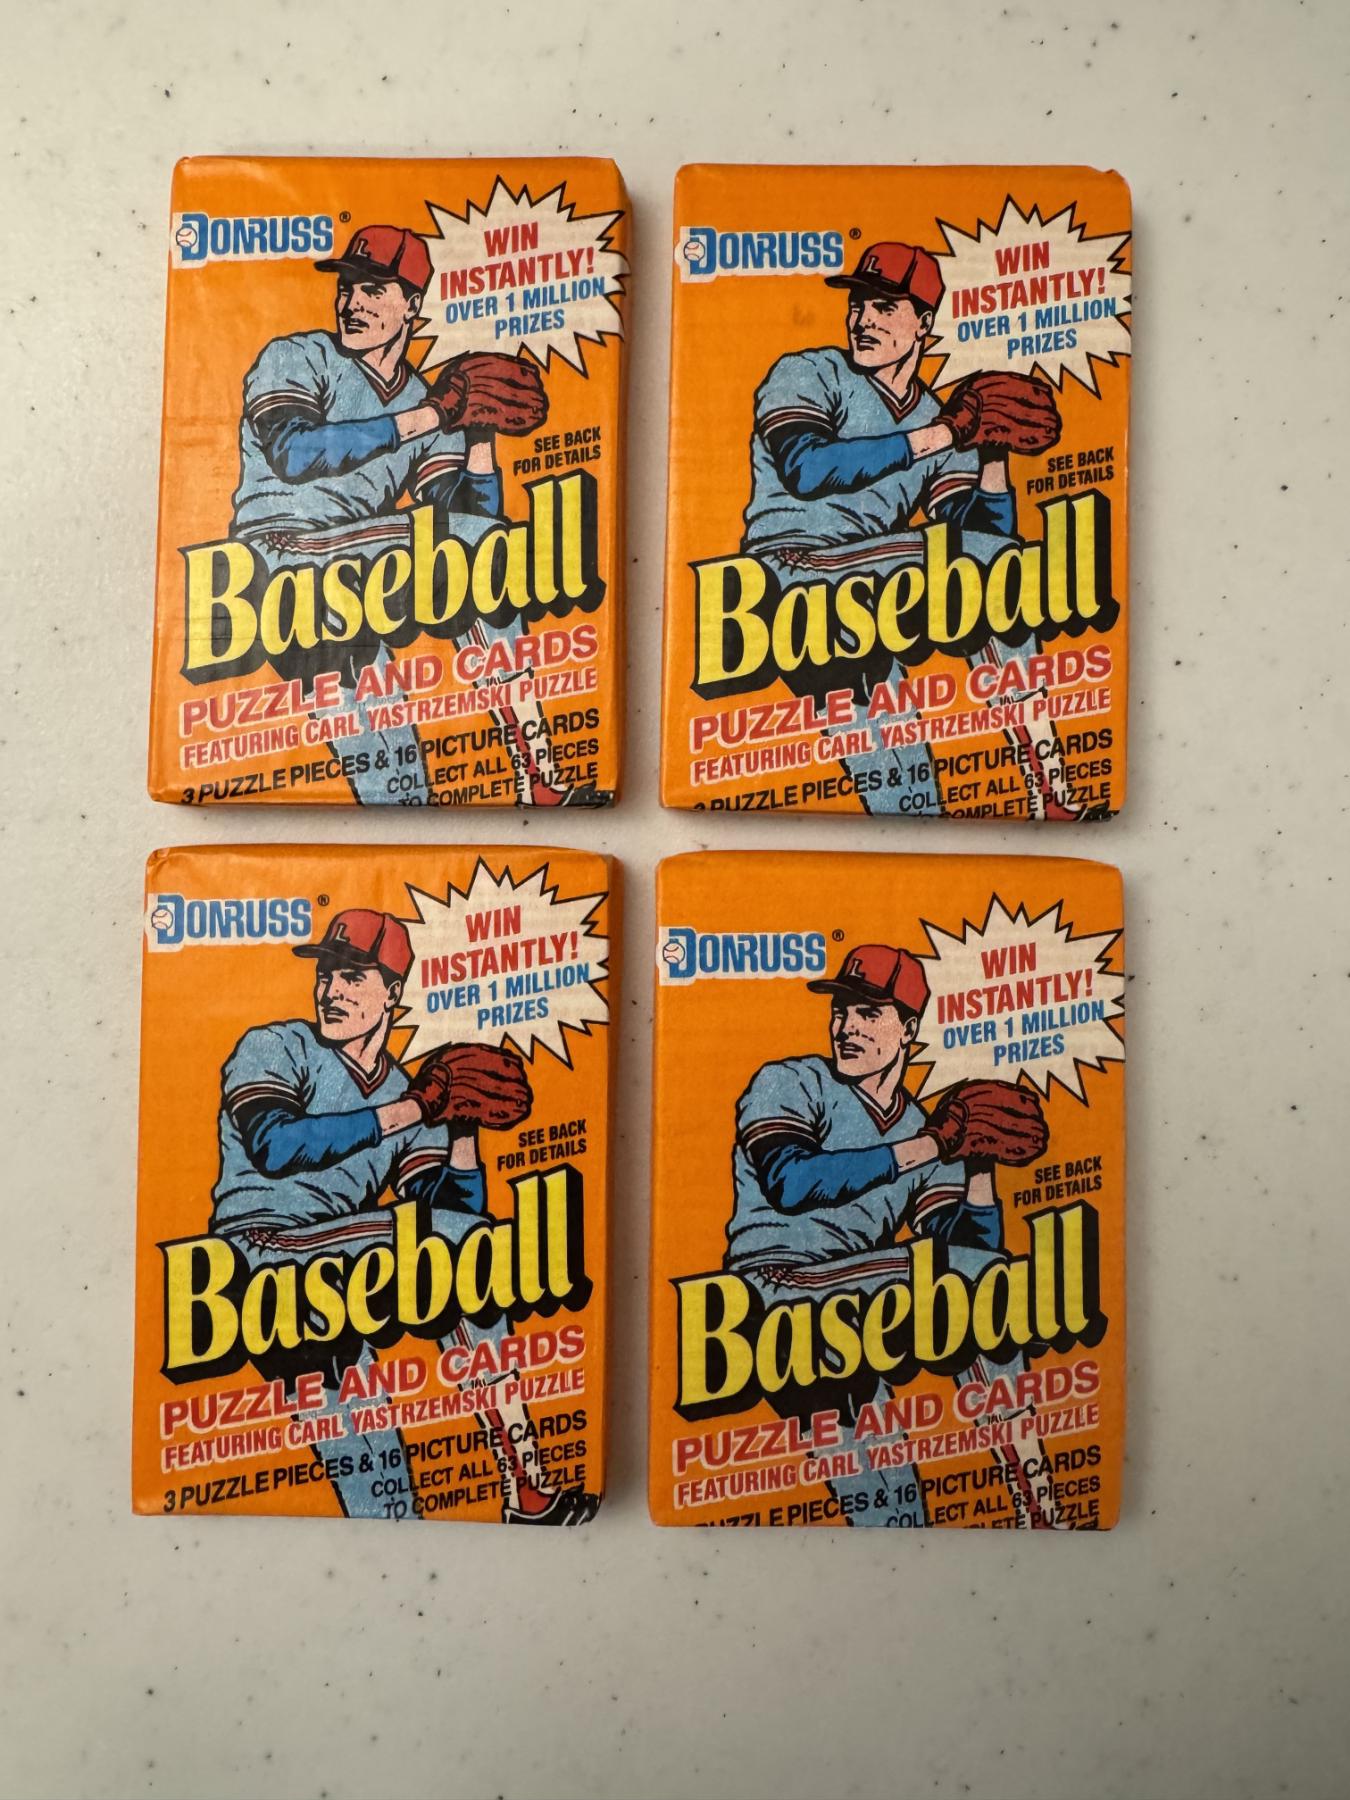 DONRUSS®
WIN
INSTANTLY!
OVER 1 MILLION
PRIZES
L
SEE BACK
FOR DETAILS
Baseball
PUZZLE AND CARDS
FEATURING CARL YASTRZEMSKI PUZZLE
3 PUZZLE PIECES & 16 PICTURE CARDS
COLLECT ALL 63 PIECES
TO COMPLETE PUZZLE
DONRUSS®
WIN
INSTANTLY!
OVER 1 MILLION
PRIZES
L
SEE BACK
FOR DETAILS
Baseball
PUZZLE AND CARDS
FEATURING CARL YASTRZEMSKI PUZZLE
3 PUZZLE PIECES & 16 PICTURE CARDS
COLLECT ALL 63 PIECES
COMPLETE PUZZLE
DONRUSS®
WIN
INSTANTLY!
OVER 1 MILLION
PRIZES
L
SEE BACK
FOR DETAILS
Baseball
PUZZLE AND CARDS
FEATURING CARL YASTRZEMSKI PUZZLE
3 PUZZLE PIECES & 16 PICTURE CARDS
COLLECT ALL 63 PIECES
TO COMPLETE PUZZLE
DONRUSS®
WIN
INSTANTLY!
OVER 1 MILLION
PRIZES
L
SEE BACK
FOR DETAILS
Baseball
PUZZLE AND CARDS
FEATURING CARL YASTRZEMSKI PUZZLE
PUZZLE PIECES & 16 PICTURE CARDS
COLLECT ALL 63 PIECES
PUZZLE